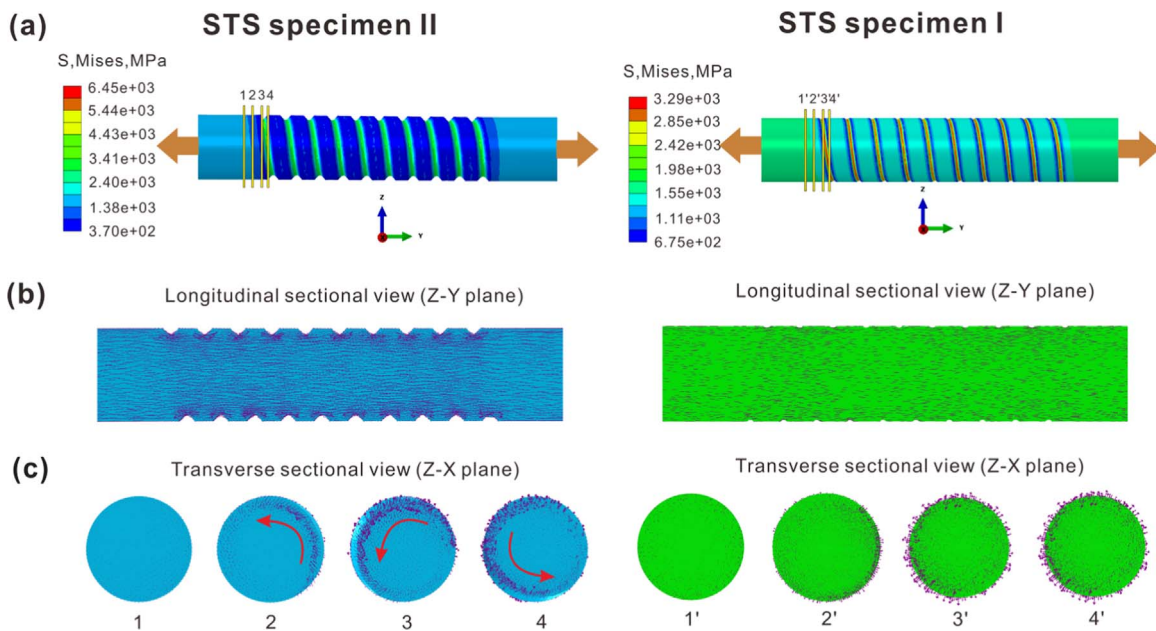 (a)
STS specimen II
STS specimen I
S,Mises,MPa
6.45e+03
5.44e+03
4.43e+03
3.41e+03
2.40e+03
1.38e+03
3.70e+02
1 2 3 4
Z
Y
S,Mises,MPa
3.29e+03
2.85e+03
2.42e+03
1.98e+03
1.55e+03
1.11e+03
6.75e+02
1'2'3'4'
Z
Y
(b)
Longitudinal sectional view (Z-Y plane)
Longitudinal sectional view (Z-Y plane)
(c)
Transverse sectional view (Z-X plane)
Transverse sectional view (Z-X plane)
1 2 3 4
1' 2' 3' 4'